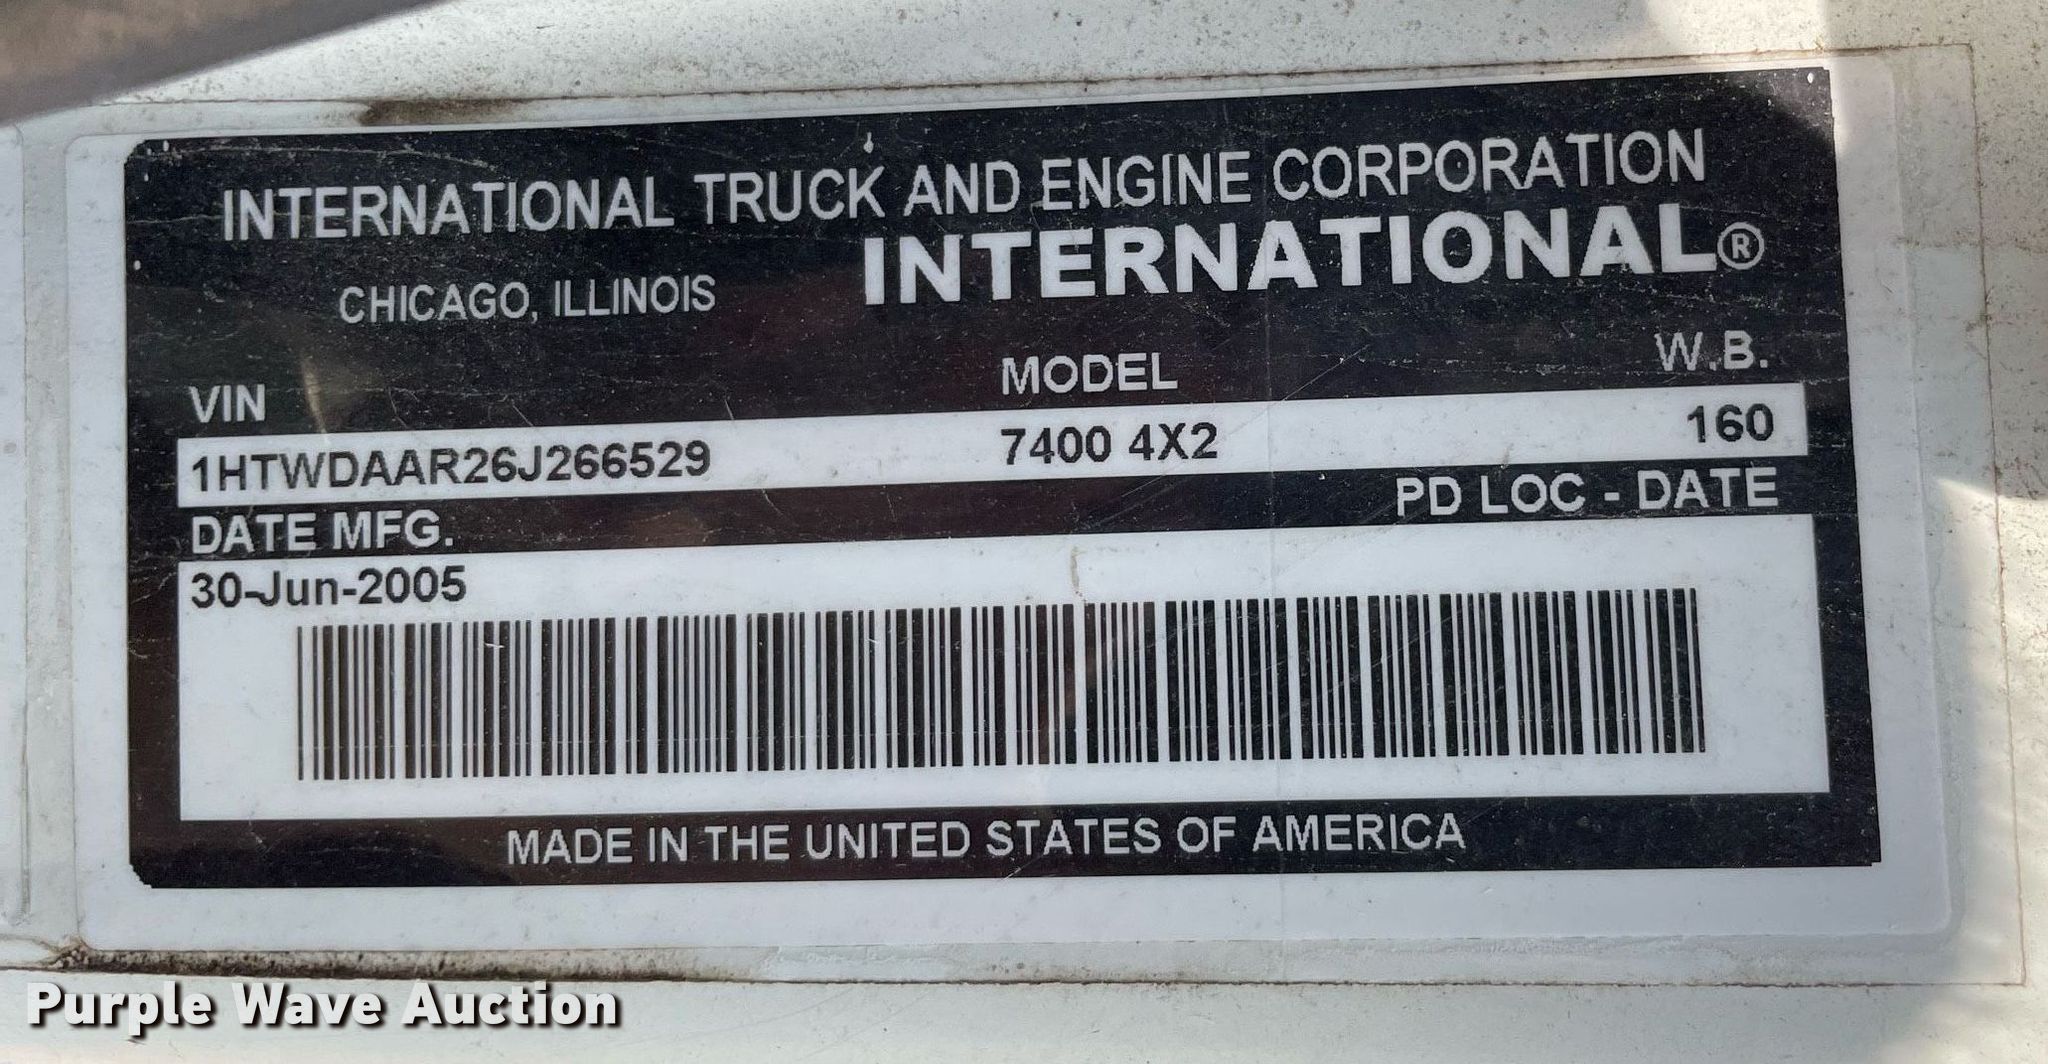 INTERNATIONAL TRUCK AND ENGINE CORPORATION
CHICAGO, ILLINOIS INTERNATIONAL®
VIN MODEL W.B.
1HTWDAAR26J266529 7400 4X2 160
DATE MFG. PD LOC - DATE
30-Jun-2005
MADE IN THE UNITED STATES OF AMERICA
Purple Wave Auction